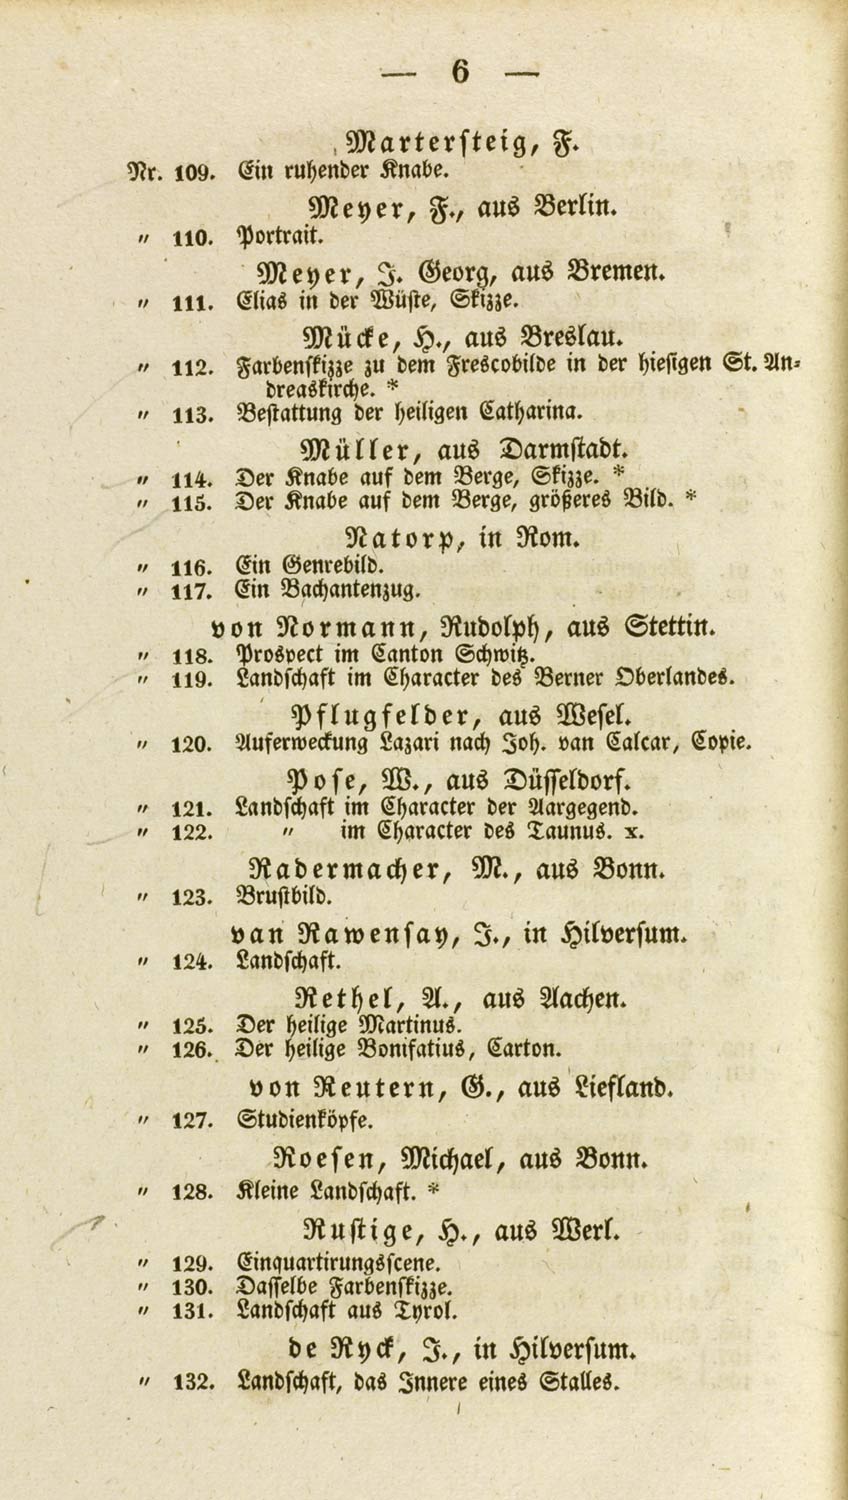 — 6 —
Martersteig, F.
Nr. 109. Ein ruhender Knabe.
Meyer, F., aus Berlin.
" 110. Portrait.
Meyer, J. Georg, aus Bremen.
" 111. Elias in der Wüste, Skizze.
Mücke, H., aus Breslau.
" 112. Farbenskizze zu dem Frescobilde in der hiesigen St. An-
dreaskirche. *
" 113. Bestattung der heiligen Catharina.
Müller, aus Darmstadt.
" 114. Der Knabe auf dem Berge, Skizze. *
" 115. Der Knabe auf dem Berge, größeres Bild. *
Natorp, in Rom.
" 116. Ein Genrebild.
" 117. Ein Bachantenzug.
von Normann, Rudolph, aus Stettin.
" 118. Prospect im Canton Schwitz.
" 119. Landschaft im Character des Berner Oberlandes.
Pflugfelder, aus Wesel.
" 120. Auferweckung Lazari nach Joh. van Calcar, Copie.
Pose, W., aus Düsseldorf.
" 121. Landschaft im Character der Aargegend.
" 122. " im Character des Taunus. x.
Radermacher, M., aus Bonn.
" 123. Brustbild.
van Rawensay, J., in Hilversum.
" 124. Landschaft.
Rethel, A., aus Aachen.
" 125. Der heilige Martinus.
" 126. Der heilige Bonifatius, Carton.
von Reutern, G., aus Liefland.
" 127. Studienköpfe.
Roesen, Michael, aus Bonn.
" 128. Kleine Landschaft. *
Rustige, H., aus Werl.
" 129. Einquartirungsscene.
" 130. Dasselbe Farbenskizze.
" 131. Landschaft aus Tyrol.
de Ryck, J., in Hilversum.
" 132. Landschaft, das Innere eines Stalles.